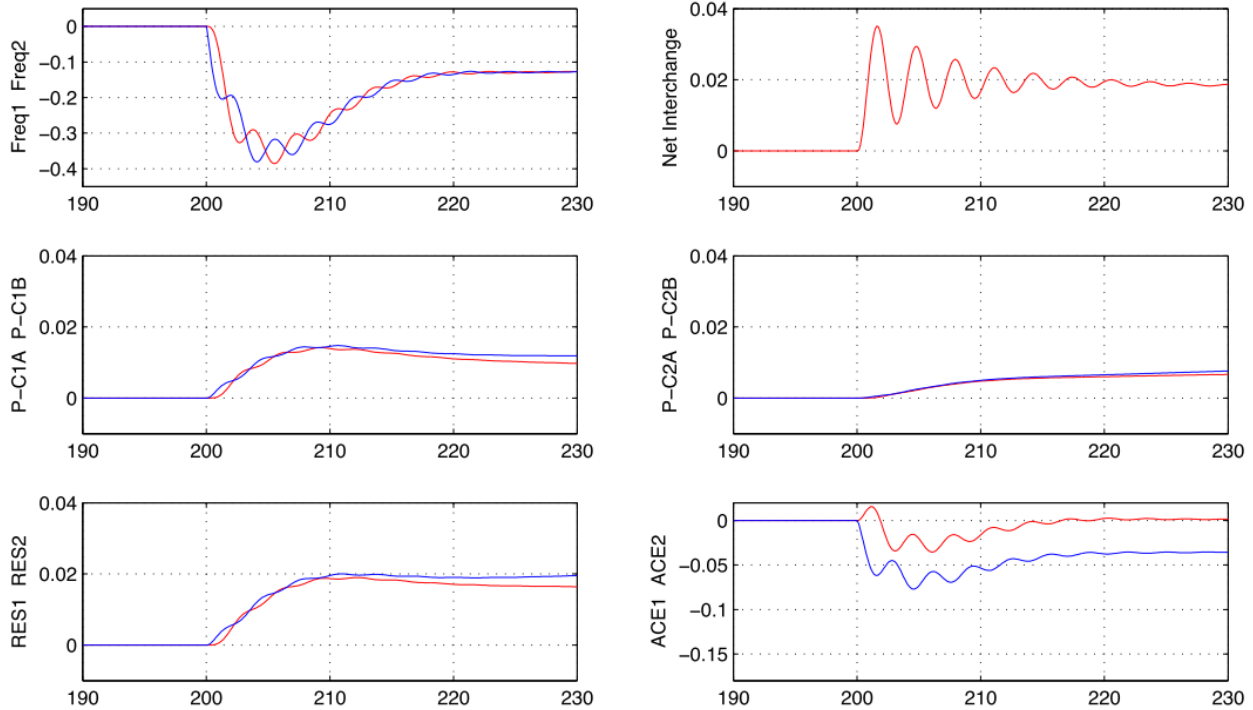 Freq1 Freq2
0
−0.1
−0.2
−0.3
−0.4
190 200 210 220 230
Net Interchange
0.04
0.02
0
190 200 210 220 230
P−C1A P−C1B
0.04
0.02
0
190 200 210 220 230
P−C2A P−C2B
0.04
0.02
0
190 200 210 220 230
RES1 RES2
0.04
0.02
0
190 200 210 220 230
ACE1 ACE2
0
−0.05
−0.1
−0.15
190 200 210 220 230